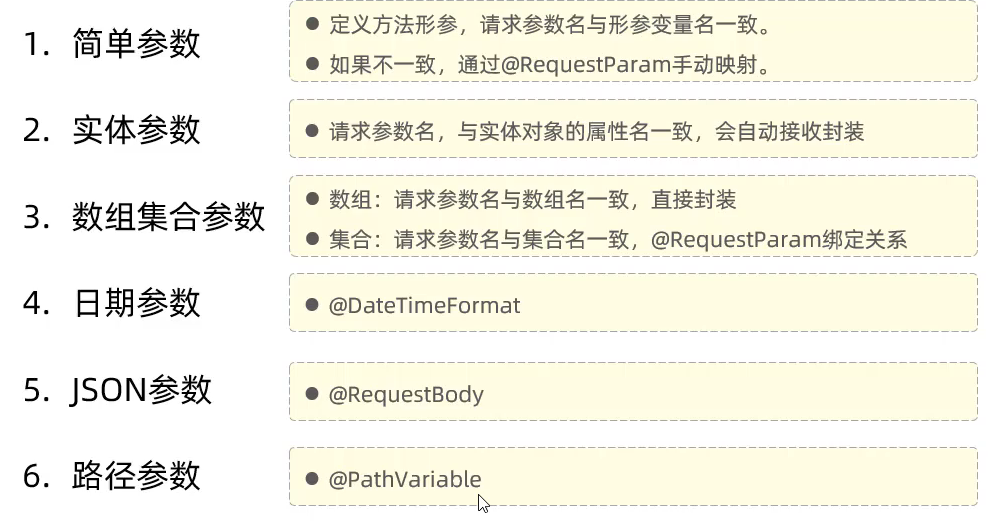 1. 简单参数
● 定义方法形参，请求参数名与形参变量名一致。
● 如果不一致，通过@RequestParam手动映射。
2. 实体参数
● 请求参数名，与实体对象的属性名一致，会自动接收封装
3. 数组集合参数
● 数组：请求参数名与数组名一致，直接封装
● 集合：请求参数名与集合名一致，@RequestParam绑定关系
4. 日期参数
● @DateTimeFormat
5. JSON参数
● @RequestBody
6. 路径参数
● @PathVariable